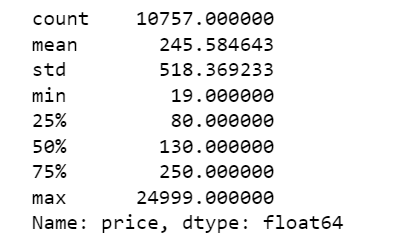 count    10757.000000
mean       245.584643
std        518.369233
min         19.000000
25%         80.000000
50%        130.000000
75%        250.000000
max      24999.000000
Name: price, dtype: float64